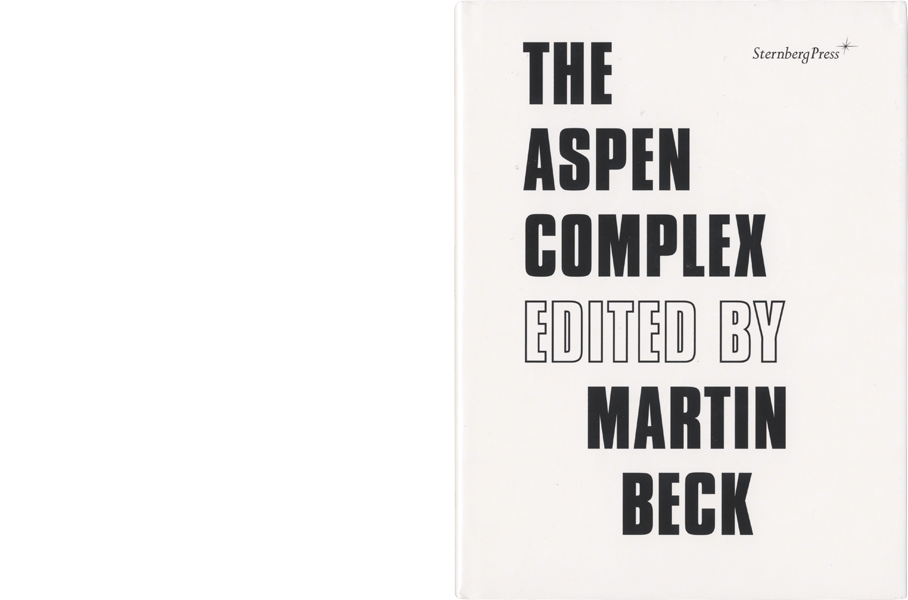 THE
SternbergPress
ASPEN
COMPLEX
EDITED BY
MARTIN
BECK